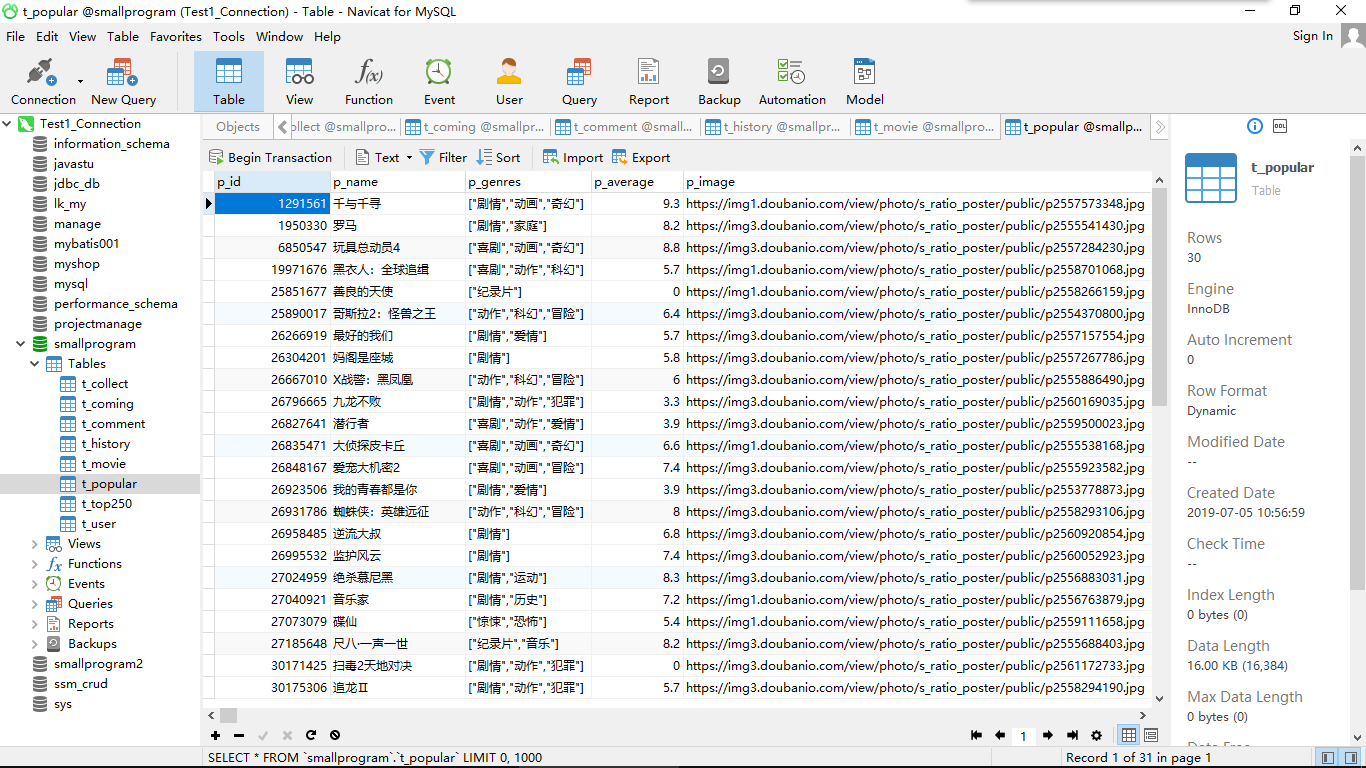 t_popular @smallprogram (Test1_Connection) - Table - Navicat for MySQL
File Edit View Table Favorites Tools Window Help
Sign In
Connection New Query Table View Function Event User Query Report Backup Automation Model
Test1_Connection
information_schema
javastu
jdbc_db
lk_my
manage
mybatis001
myshop
mysql
performance_schema
projectmanage
smallprogram
Tables
t_collect
t_coming
t_comment
t_history
t_movie
t_popular
t_top250
t_user
Views
Functions
Events
Queries
Reports
Backups
smallprogram2
ssm_crud
sys
Objects ollect @smallpro... t_coming @smallpr... t_comment @small... t_history @smallpr... t_movie @smallpro... t_popular @smallp...
Begin Transaction Text Filter Sort Import Export
p_id p_name p_genres p_average p_image
1291561 千与千寻 ["剧情","动画","奇幻"] 9.3 https://img1.doubanio.com/view/photo/s_ratio_poster/public/p2557573348.jpg
1950330 罗马 ["剧情","家庭"] 8.2 https://img3.doubanio.com/view/photo/s_ratio_poster/public/p2555541430.jpg
6850547 玩具总动员4 ["喜剧","动画","奇幻"] 8.8 https://img3.doubanio.com/view/photo/s_ratio_poster/public/p2557284230.jpg
19971676 黑衣人：全球追缉 ["喜剧","动作","科幻"] 5.7 https://img1.doubanio.com/view/photo/s_ratio_poster/public/p2558701068.jpg
25851677 善良的天使 ["纪录片"] 0 https://img1.doubanio.com/view/photo/s_ratio_poster/public/p2558266159.jpg
25890017 哥斯拉2：怪兽之王 ["动作","科幻","冒险"] 6.4 https://img3.doubanio.com/view/photo/s_ratio_poster/public/p2554370800.jpg
26266919 最好的我们 ["剧情","爱情"] 5.7 https://img3.doubanio.com/view/photo/s_ratio_poster/public/p2557157554.jpg
26304201 妈阁是座城 ["剧情"] 5.8 https://img3.doubanio.com/view/photo/s_ratio_poster/public/p2557267786.jpg
26667010 X战警：黑凤凰 ["动作","科幻","冒险"] 6 https://img3.doubanio.com/view/photo/s_ratio_poster/public/p2555886490.jpg
26796665 九龙不败 ["剧情","动作","犯罪"] 3.3 https://img3.doubanio.com/view/photo/s_ratio_poster/public/p2560169035.jpg
26827641 潜行者 ["剧情","动作","爱情"] 3.9 https://img3.doubanio.com/view/photo/s_ratio_poster/public/p2559500023.jpg
26835471 大侦探皮卡丘 ["喜剧","动画","奇幻"] 6.6 https://img1.doubanio.com/view/photo/s_ratio_poster/public/p2555538168.jpg
26848167 爱宠大机密2 ["喜剧","动画","冒险"] 7.4 https://img3.doubanio.com/view/photo/s_ratio_poster/public/p2555923582.jpg
26923506 我的青春都是你 ["剧情","爱情"] 3.9 https://img3.doubanio.com/view/photo/s_ratio_poster/public/p2553778873.jpg
26931786 蜘蛛侠：英雄远征 ["动作","科幻","冒险"] 8 https://img3.doubanio.com/view/photo/s_ratio_poster/public/p2558293106.jpg
26958485 逆流大叔 ["剧情"] 6.8 https://img3.doubanio.com/view/photo/s_ratio_poster/public/p2560920854.jpg
26995532 监护风云 ["剧情"] 7.4 https://img3.doubanio.com/view/photo/s_ratio_poster/public/p2560052923.jpg
27024959 绝杀慕尼黑 ["剧情","运动"] 8.3 https://img3.doubanio.com/view/photo/s_ratio_poster/public/p2556883031.jpg
27040921 音乐家 ["剧情","历史"] 7.2 https://img1.doubanio.com/view/photo/s_ratio_poster/public/p2556763879.jpg
27073079 碟仙 ["惊悚","恐怖"] 5.4 https://img1.doubanio.com/view/photo/s_ratio_poster/public/p2559111658.jpg
27185648 尺八·一声一世 ["纪录片","音乐"] 8.2 https://img3.doubanio.com/view/photo/s_ratio_poster/public/p2555688403.jpg
30171425 扫毒2天地对决 ["剧情","动作","犯罪"] 0 https://img3.doubanio.com/view/photo/s_ratio_poster/public/p2561172733.jpg
30175306 追龙Ⅱ ["剧情","动作","犯罪"] 5.7 https://img3.doubanio.com/view/photo/s_ratio_poster/public/p2558294190.jpg
1
SELECT * FROM `smallprogram`.`t_popular` LIMIT 0, 1000
Record 1 of 31 in page 1
DDL
t_popular
Table
Rows
30
Engine
InnoDB
Auto Increment
0
Row Format
Dynamic
Modified Date
--
Created Date
2019-07-05 10:56:59
Check Time
--
Index Length
0 bytes (0)
Data Length
16.00 KB (16,384)
Max Data Length
0 bytes (0)
Data Free